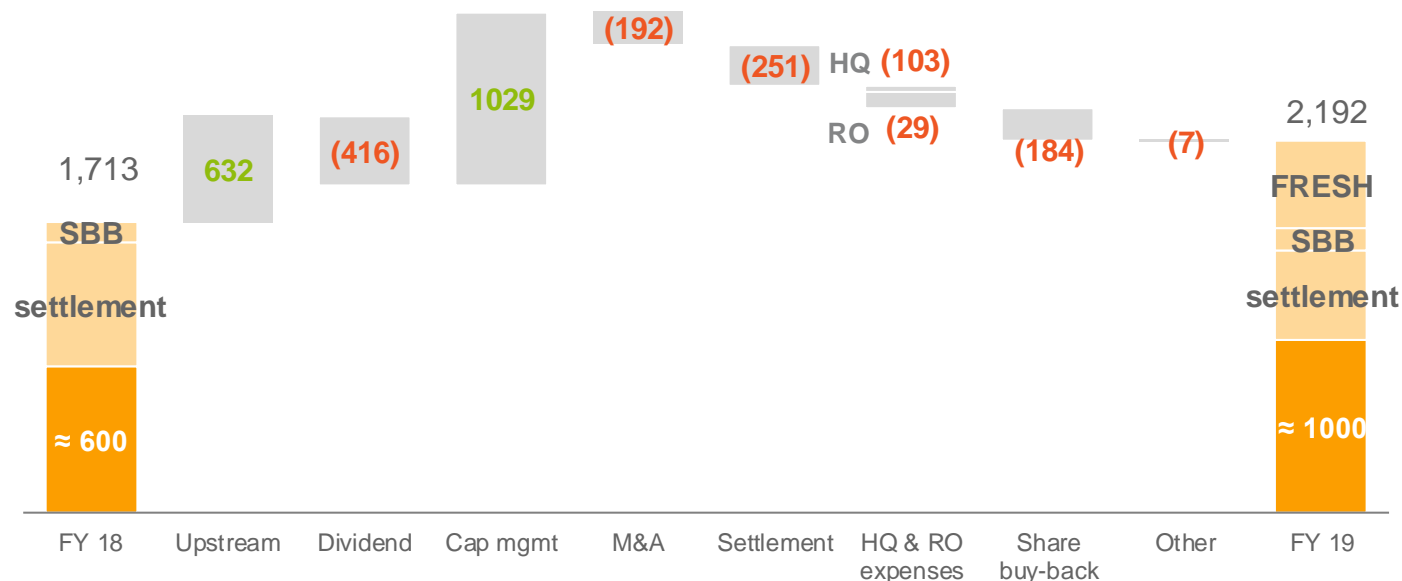 1,713
SBB
settlement
≈ 600
632
(416)
1029
(192)
(251)
HQ (103)
RO (29)
(184)
(7)
2,192
FRESH
SBB
settlement
≈ 1000
FY 18 Upstream Dividend Cap mgmt M&A Settlement HQ & RO Share Other FY 19
expenses buy-back